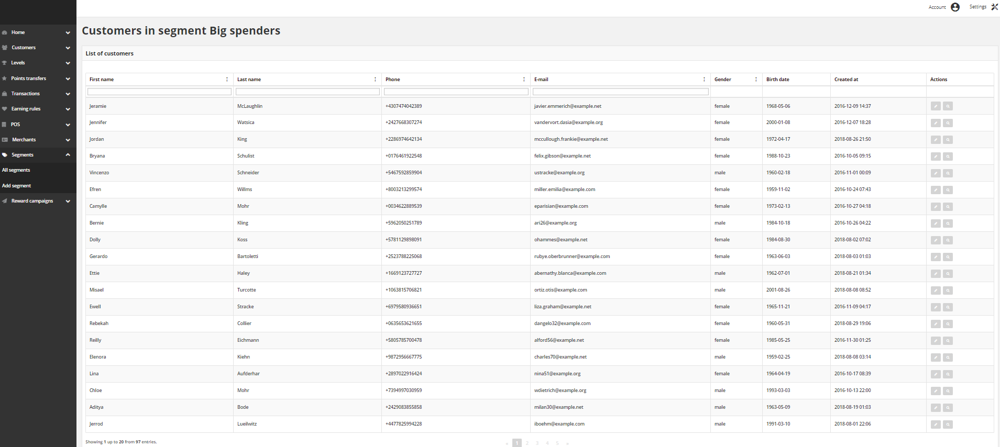 Account Settings
Home
Customers
Levels
Points transfers
Transactions
Earning rules
POS
Merchants
Segments
All segments
Add segment
Reward campaigns
Customers in segment Big spenders
List of customers
First name Last name Phone E-mail Gender Birth date Created at Actions
Jeramie McLaughlin +4307474042389 javier.emmerich@example.net female 1968-05-06 2016-12-09 14:37
Jennifer Watsica +2427668307274 vandervort.dasia@example.org female 2000-01-08 2016-12-07 18:28
Jordan King +2286974642134 mccullough.frankie@example.net female 1972-04-17 2018-08-26 21:50
Bryana Schulist +0176461922548 felix.gibson@example.net female 1988-10-23 2016-10-05 09:15
Vincenzo Schneider +5467592859904 ustracke@example.org male 1960-02-18 2016-11-01 00:09
Efren Willms +8003213299574 miller.emilia@example.com female 1959-11-02 2016-10-24 07:43
Camylle Mohr +0034622889539 eparisian@example.com female 1973-02-13 2016-10-27 04:18
Bernie Kling +5962050251789 ari26@example.org male 1984-10-18 2016-10-26 04:22
Dolly Koss +5781129898091 ohammes@example.net female 1984-08-30 2018-08-02 07:02
Gerardo Bartoletti +2523788225068 rubye.oberbrunner@example.com female 1963-06-03 2018-08-03 01:03
Ettie Haley +1669123727727 abernathy.blanca@example.com male 1962-07-01 2018-08-21 01:34
Misael Turcotte +1063815706821 ortiz.otis@example.com male 2001-08-26 2018-08-08 08:52
Ewell Stracke +6979580936651 liza.graham@example.net female 1965-11-21 2016-11-09 04:17
Rebekah Collier +0635653621655 dangelo32@example.com female 1960-05-31 2018-08-29 19:06
Reilly Eichmann +5805785700478 alford56@example.net female 1985-05-25 2016-11-30 01:25
Elenora Kiehn +9872956667775 charles70@example.net male 1959-02-25 2018-08-08 03:14
Lina Aufderhar +2897022916424 nina51@example.org female 1964-04-19 2016-10-17 08:39
Chloe Mohr +7394997030959 wdietrich@example.org male 1993-03-03 2016-10-13 22:00
Aditya Bode +2429083855858 milan30@example.net male 1963-05-09 2018-08-19 01:03
Jerrod Lueilwitz +4477825994228 iboehm@example.com male 1991-03-10 2018-08-01 22:06
Showing 1 up to 20 from 97 entries.
« 1 2 3 4 5 »